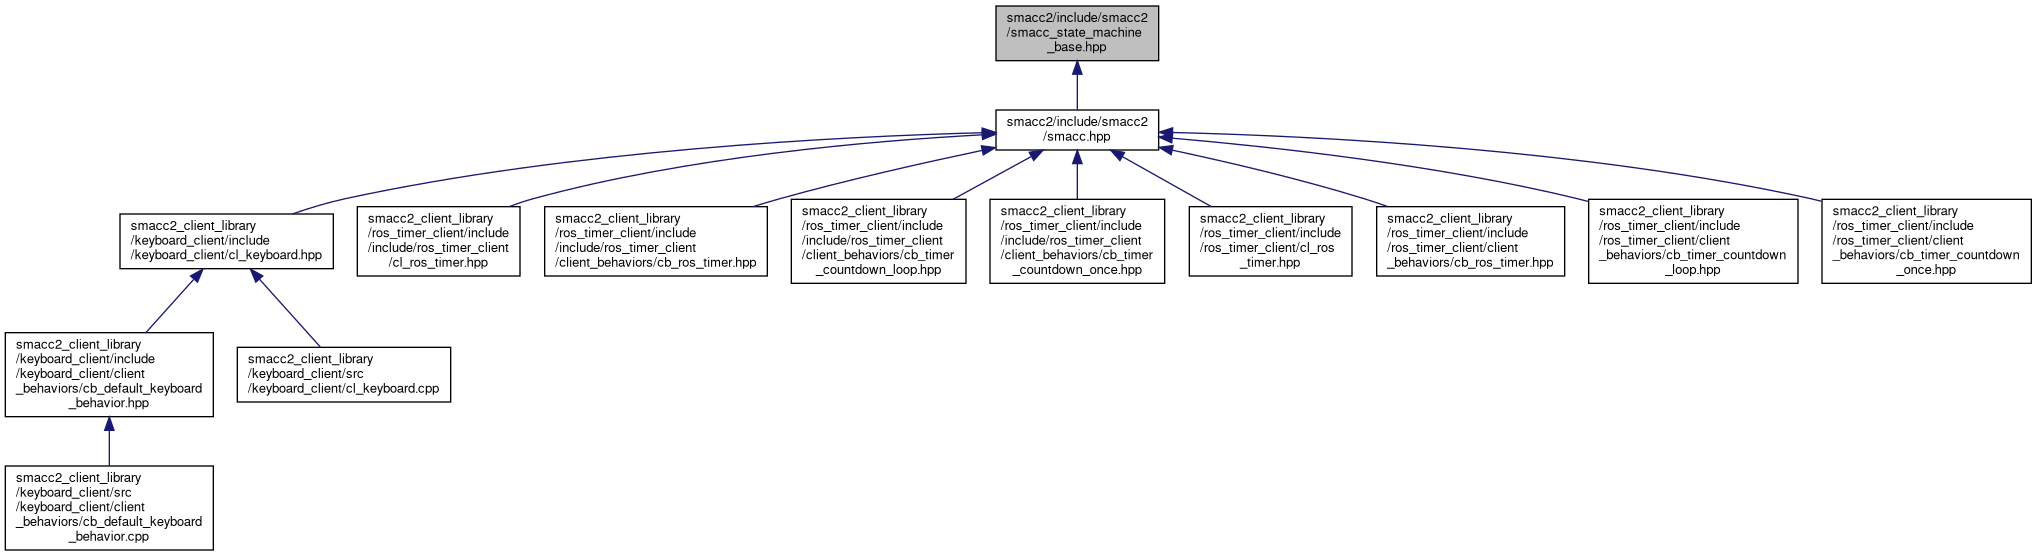 smacc2/include/smacc2
/smacc_state_machine
_base.hpp
smacc2/include/smacc2
/smacc.hpp
smacc2_client_library
/keyboard_client/include
/keyboard_client/cl_keyboard.hpp
smacc2_client_library
/ros_timer_client/include
/include/ros_timer_client
/cl_ros_timer.hpp
smacc2_client_library
/ros_timer_client/include
/include/ros_timer_client
/client_behaviors/cb_ros_timer.hpp
smacc2_client_library
/ros_timer_client/include
/include/ros_timer_client
/client_behaviors/cb_timer
_countdown_loop.hpp
smacc2_client_library
/ros_timer_client/include
/include/ros_timer_client
/client_behaviors/cb_timer
_countdown_once.hpp
smacc2_client_library
/ros_timer_client/include
/ros_timer_client/cl_ros
_timer.hpp
smacc2_client_library
/ros_timer_client/include
/ros_timer_client/client
_behaviors/cb_ros_timer.hpp
smacc2_client_library
/ros_timer_client/include
/ros_timer_client/client
_behaviors/cb_timer_countdown
_loop.hpp
smacc2_client_library
/ros_timer_client/include
/ros_timer_client/client
_behaviors/cb_timer_countdown
_once.hpp
smacc2_client_library
/keyboard_client/include
/keyboard_client/client
_behaviors/cb_default_keyboard
_behavior.hpp
smacc2_client_library
/keyboard_client/src
/keyboard_client/cl_keyboard.cpp
smacc2_client_library
/keyboard_client/src
/keyboard_client/client
_behaviors/cb_default_keyboard
_behavior.cpp